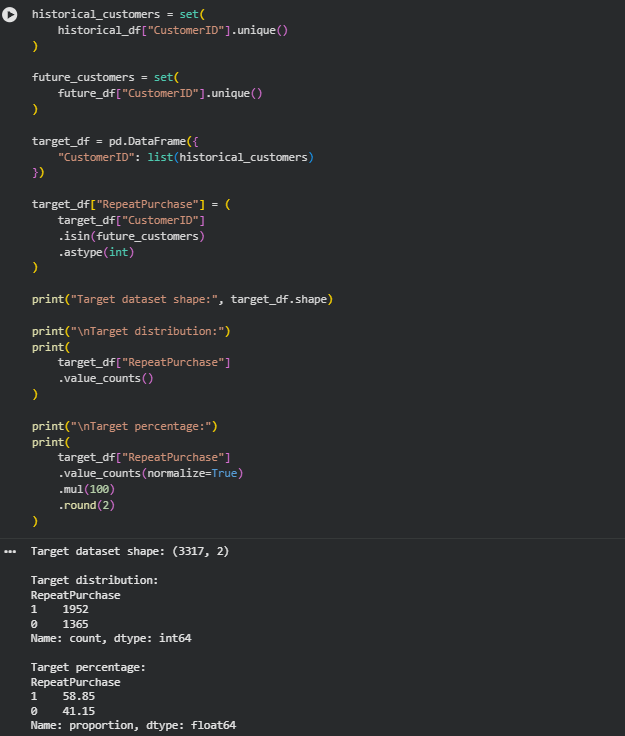 historical_customers = set(
    historical_df["CustomerID"].unique()
)

future_customers = set(
    future_df["CustomerID"].unique()
)

target_df = pd.DataFrame({
    "CustomerID": list(historical_customers)
})

target_df["RepeatPurchase"] = (
    target_df["CustomerID"]
    .isin(future_customers)
    .astype(int)
)

print("Target dataset shape:", target_df.shape)

print("\nTarget distribution:")
print(
    target_df["RepeatPurchase"]
    .value_counts()
)

print("\nTarget percentage:")
print(
    target_df["RepeatPurchase"]
    .value_counts(normalize=True)
    .mul(100)
    .round(2)
)

Target dataset shape: (3317, 2)

Target distribution:
RepeatPurchase
1    1952
0    1365
Name: count, dtype: int64

Target percentage:
RepeatPurchase
1    58.85
0    41.15
Name: proportion, dtype: float64